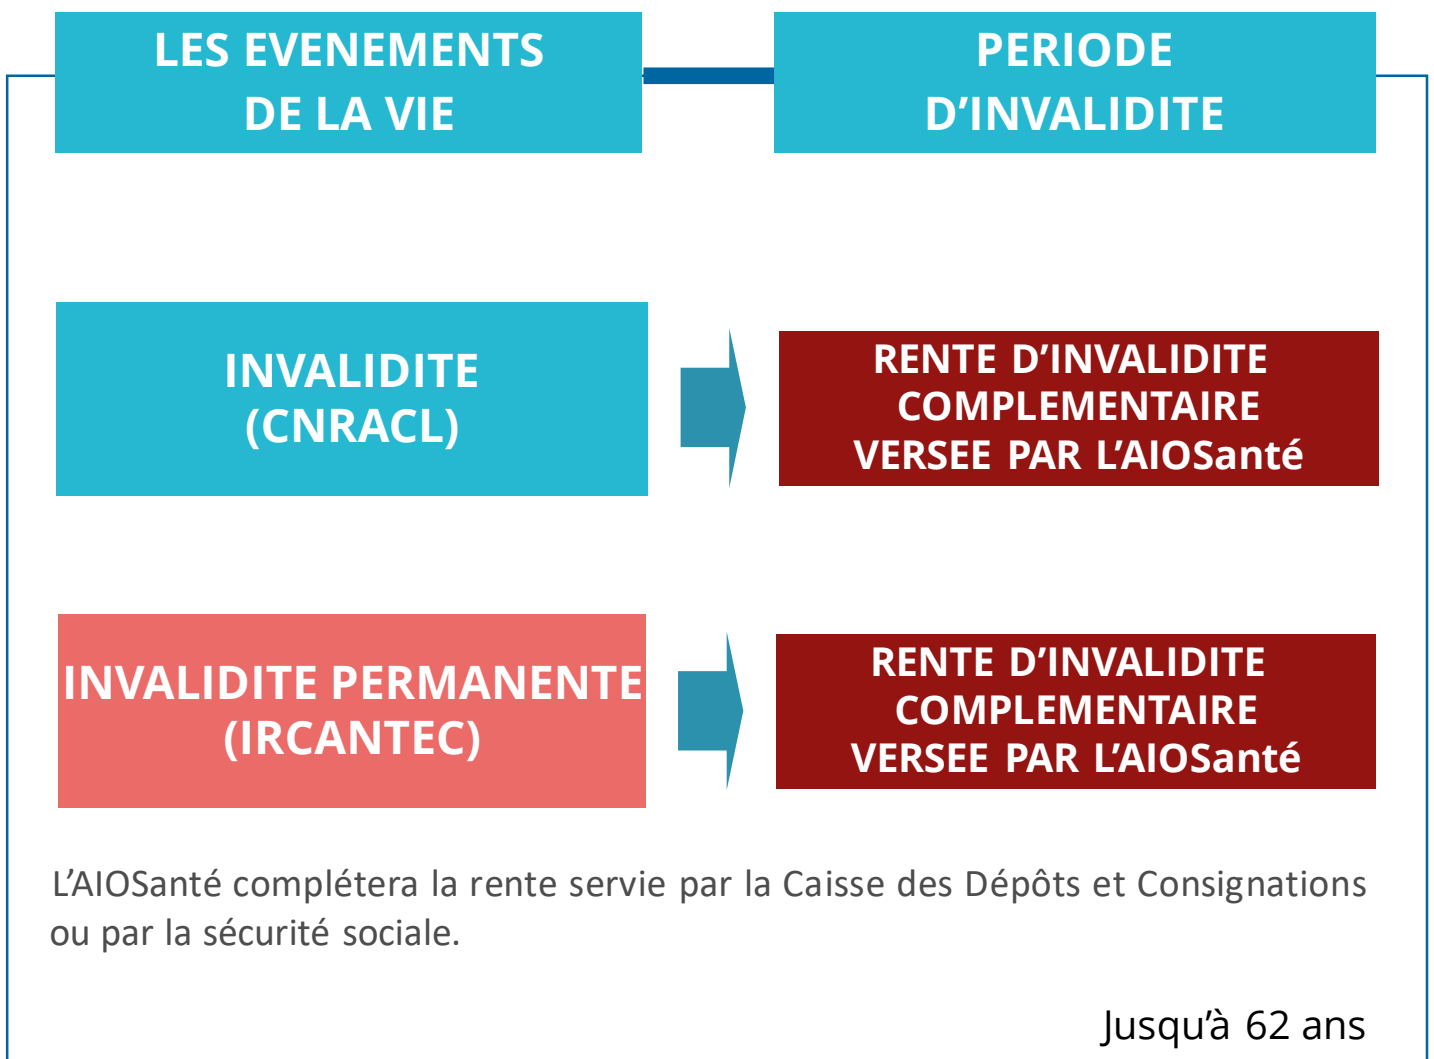 LES EVENEMENTS
DE LA VIE
PERIODE
D’INVALIDITE
INVALIDITE
(CNRACL)
RENTE D’INVALIDITE
COMPLEMENTAIRE
VERSEE PAR L’AIOSanté
INVALIDITE PERMANENTE
(IRCANTEC)
RENTE D’INVALIDITE
COMPLEMENTAIRE
VERSEE PAR L’AIOSanté
L’AIOSanté complétera la rente servie par la Caisse des Dépôts et Consignations
ou par la sécurité sociale.
Jusqu’à 62 ans